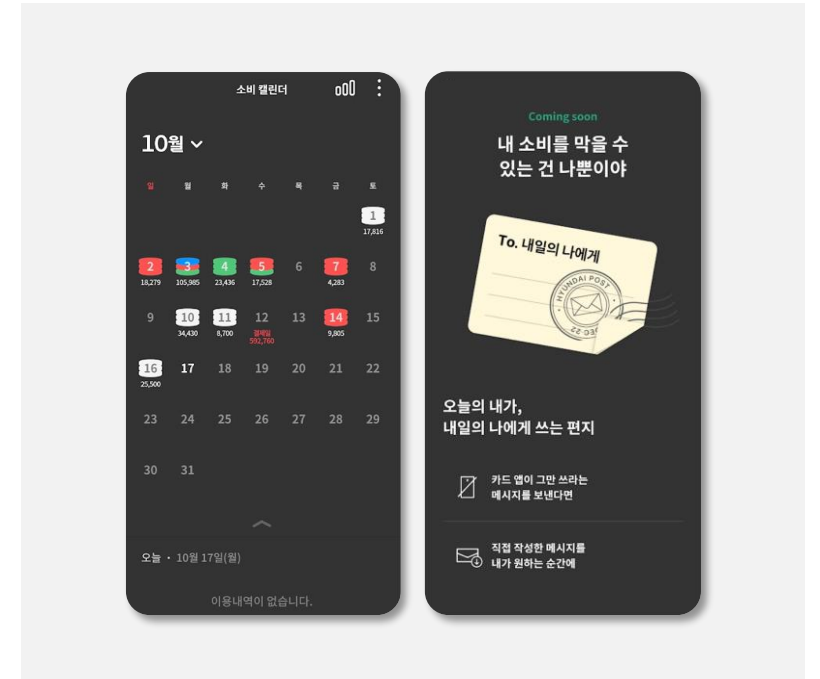 소비 캘린더
10월
일 월 화 수 목 금 토
1
17,816
2 3 4 5 6 7 8
18,279 105,985 23,436 17,528 4,283
9 10 11 12 13 14 15
34,430 8,700 결제일 9,805
592,760
16 17 18 19 20 21 22
25,500
23 24 25 26 27 28 29
30 31
오늘 • 10월 17일(월)
이용내역이 없습니다.
Coming soon
내 소비를 막을 수
있는 건 나뿐이야
To. 내일의 나에게
HYUNDAI POST
DEC-22
오늘의 내가,
내일의 나에게 쓰는 편지
카드 앱이 그만 쓰라는
메시지를 보낸다면
직접 작성한 메시지를
내가 원하는 순간에